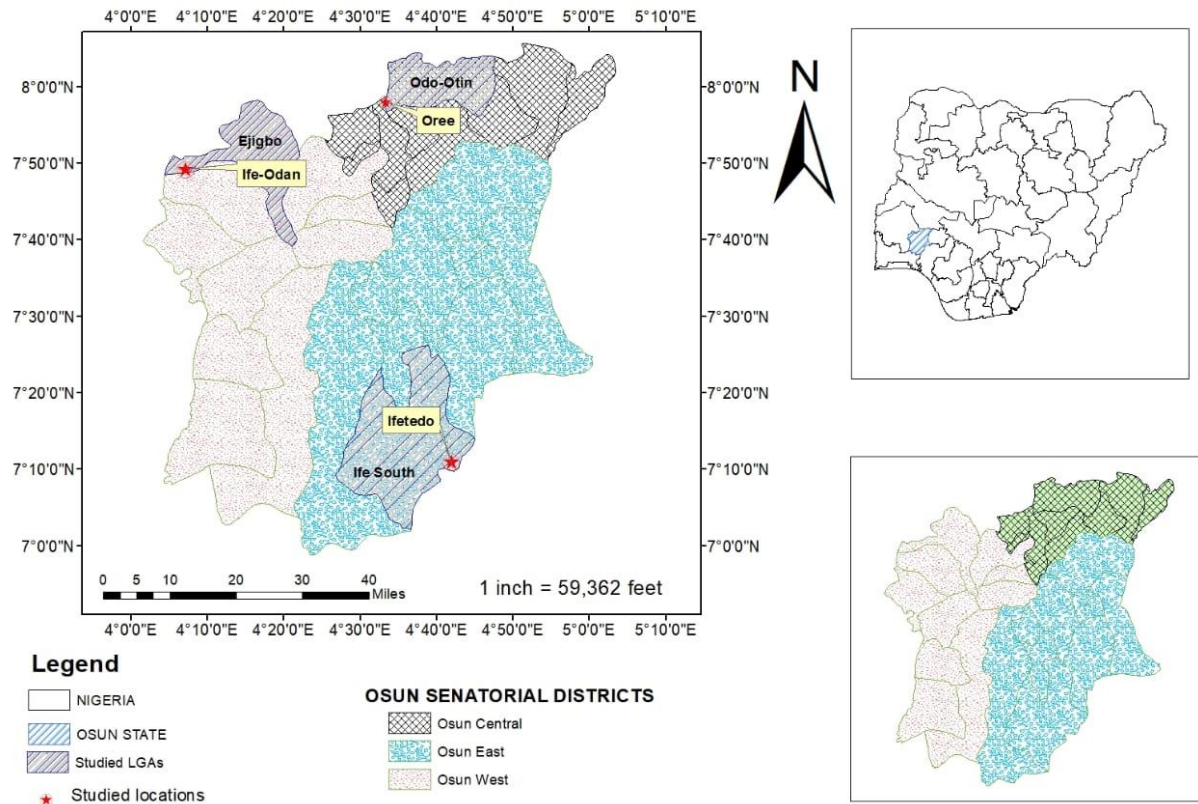 4°0'0"E 4°10'0"E 4°20'0"E 4°30'0"E 4°40'0"E 4°50'0"E 5°0'0"E 5°10'0"E
8°0'0"N
7°50'0"N
7°40'0"N
7°30'0"N
7°20'0"N
7°10'0"N
7°0'0"N
Odo-Otin
Oree
Ejigbo
Ife-Odan
Ifetedo
Ife South
0 2.5 5 10 20 30 40
Miles
1 inch = 59,362 feet
8°0'0"N
7°50'0"N
7°40'0"N
7°30'0"N
7°20'0"N
7°10'0"N
7°0'0"N
4°0'0"E 4°10'0"E 4°20'0"E 4°30'0"E 4°40'0"E 4°50'0"E 5°0'0"E 5°10'0"E
N
Legend
NIGERIA
OSUN STATE
Studied LGAs
Studied locations
OSUN SENATORIAL DISTRICTS
Osun Central
Osun East
Osun West